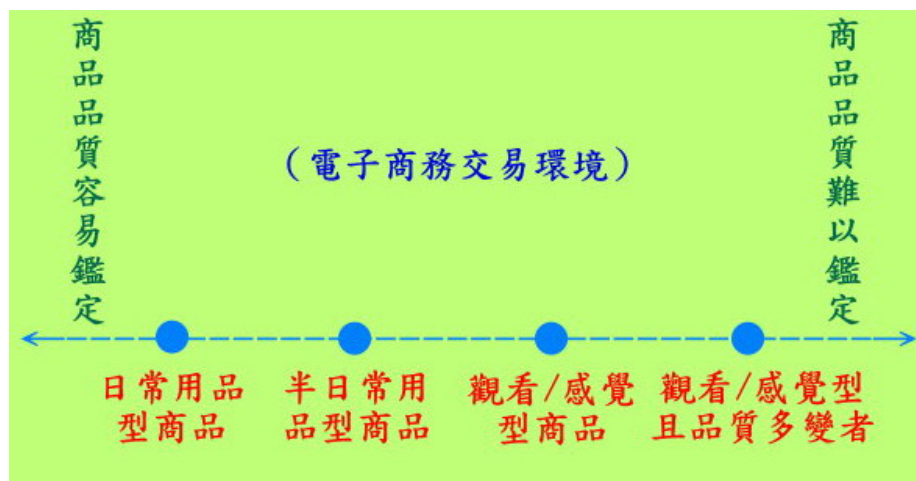 商品品質容易鑑定
商品品質難以鑑定
（電子商務交易環境）
日常用品
型商品
半日常用
品型商品
觀看/感覺
型商品
觀看/感覺型
且品質多變者